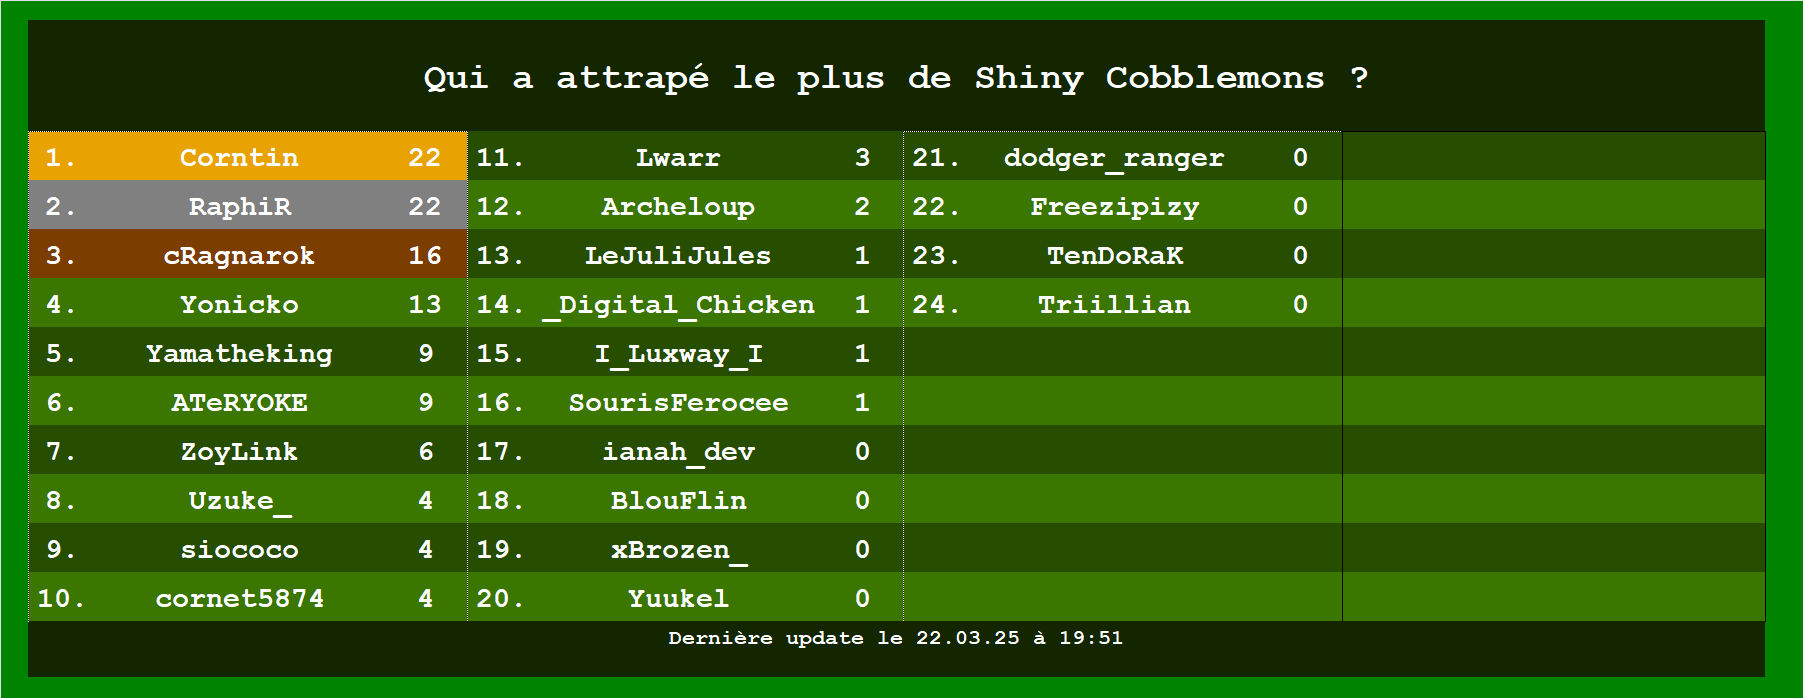 Qui a attrapé le plus de Shiny Cobblemons ?
1. Corntin 22
2. RaphiR 22
3. cRagnarok 16
4. Yonicko 13
5. Yamatheking 9
6. ATeRYOKE 9
7. ZoyLink 6
8. Uzuke_ 4
9. siococo 4
10. cornet5874 4
11. Lwarr 3
12. Archeloup 2
13. LeJuliJules 1
14. _Digital_Chicken 1
15. I_Luxway_I 1
16. SourisFerocee 1
17. ianah_dev 0
18. BlouFlin 0
19. xBrozen_ 0
20. Yuukel 0
21. dodger_ranger 0
22. Freezipizy 0
23. TenDoRaK 0
24. Triillian 0
Dernière update le 22.03.25 à 19:51